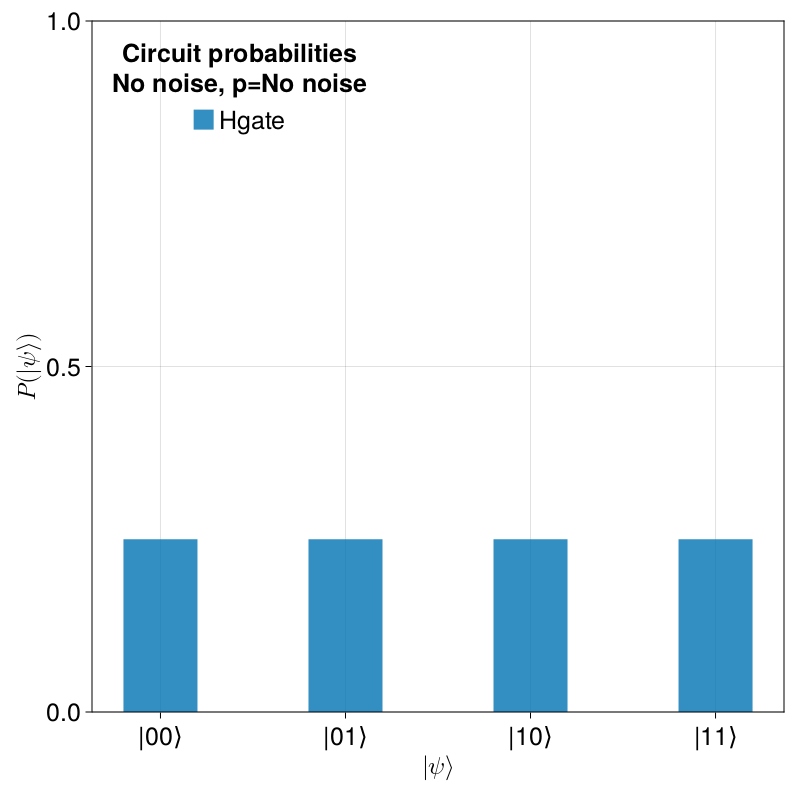 Circuit probabilities
No noise, p=No noise
Hgate
1.0
0.5
0.0
P(|ψ⟩)
|00⟩ |01⟩ |10⟩ |11⟩
|ψ⟩